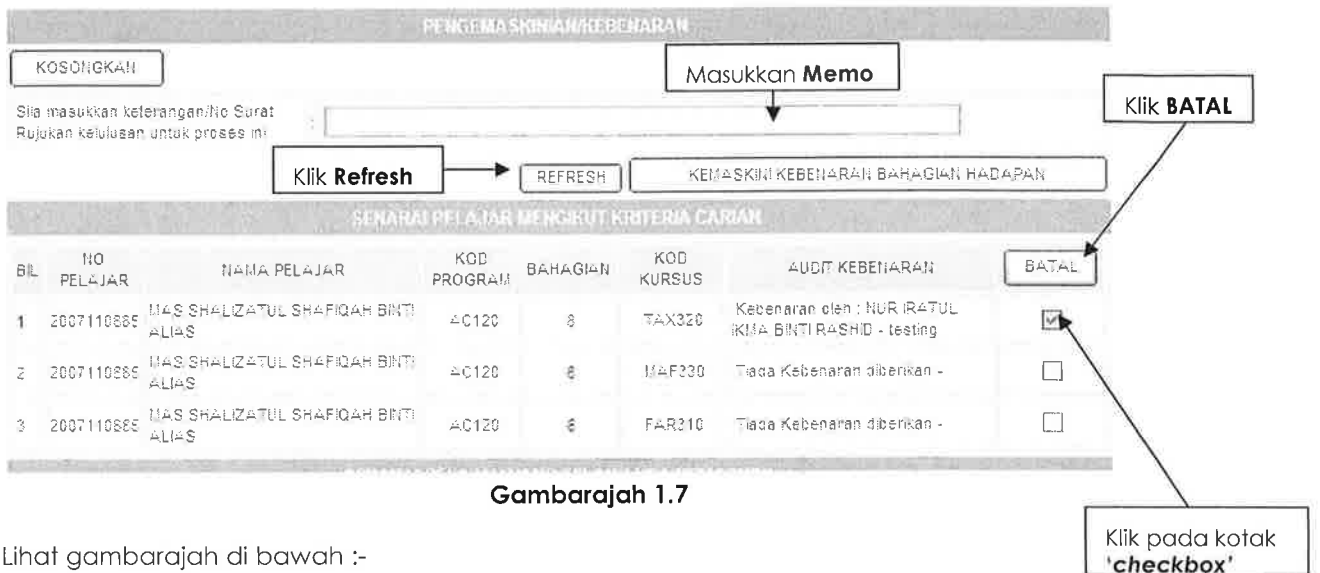 PENGEMASKINIAN/KEBENARAN
KOSONGKAN
Masukkan Memo
Klik BATAL
Sila masukkan keterangan/No Surat
Rujukan kelulusan untuk proses ini :
Klik Refresh
REFRESH
KEMASKINI KEBENARAN BAHAGIAN HADAPAN
SENARAI PELAJAR MENGIKUT KRITERIA CARIAN
BIL NO PELAJAR NAMA PELAJAR KOD PROGRAM BAHAGIAN KOD KURSUS AUDIT KEBENARAN BATAL
1 2007110885 MAS SHALIZATUL SHAFIQAH BINTI ALIAS AC120 8 TAX320 Kebenaran oleh : NUR IRATUL IKMA BINTI RASHID - testing
2 2007110885 MAS SHALIZATUL SHAFIQAH BINTI ALIAS AC120 8 MAF330 Tiada Kebenaran diberikan -
3 2007110885 MAS SHALIZATUL SHAFIQAH BINTI ALIAS AC120 8 FAR310 Tiada Kebenaran diberikan -
Gambarajah 1.7
Klik pada kotak
'checkbox'
Lihat gambarajah di bawah :-